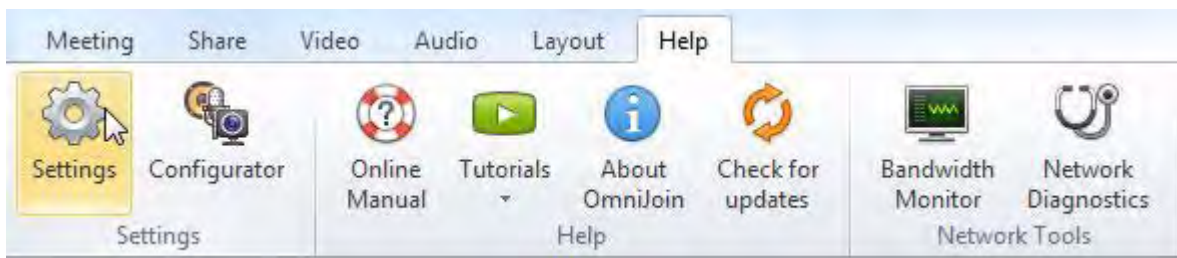 Meeting Share Video Audio Layout Help
Settings Configurator Online Tutorials About Check for Bandwidth Network
Manual OmniJoin updates Monitor Diagnostics
Settings Help Network Tools